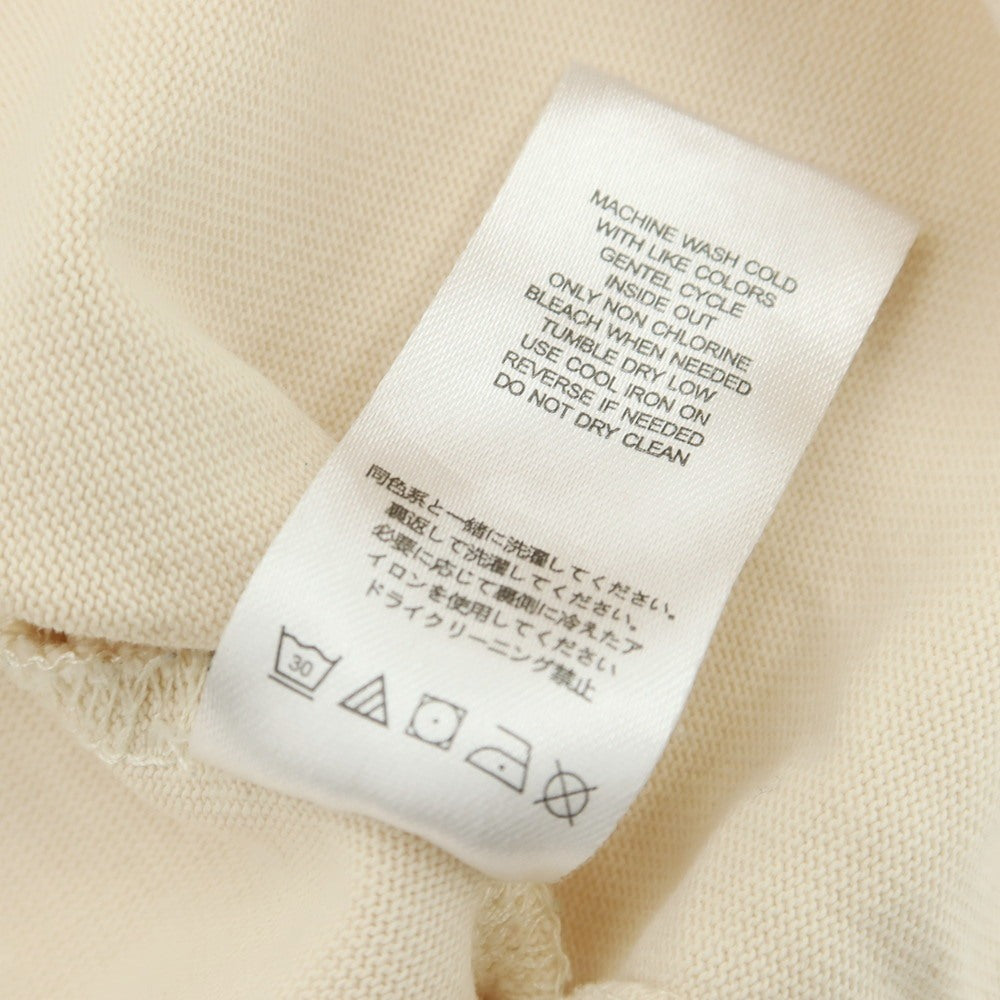 MACHINE WASH COLD
WITH LIKE COLORS
GENTEL CYCLE
INSIDE OUT
ONLY NON CHLORINE
BLEACH WHEN NEEDED
TUMBLE DRY LOW
USE COOL IRON ON
REVERSE IF NEEDED
DO NOT DRY CLEAN
同色系と一緒に洗濯してください。
裏返して洗濯してください。
必要に応じて裏側に冷えたア
イロンを使用してください
ドライクリーニング禁止
30